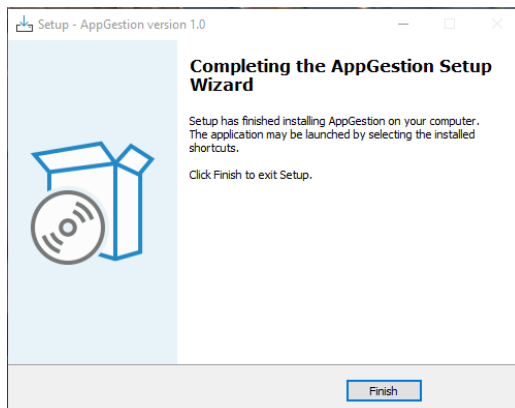 Setup - AppGestion version 1.0
Completing the AppGestion Setup
Wizard
Setup has finished installing AppGestion on your computer.
The application may be launched by selecting the installed
shortcuts.
Click Finish to exit Setup.
Finish